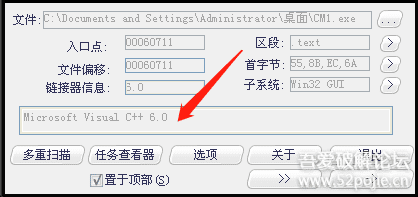 文件: C:\Documents and Settings\Administrator\桌面\CM1.exe ...
入口点: 00060711 区段: .text >
文件偏移: 00060711 首字节: 55,8B,EC,6A >
链接器信息: 6.0 子系统: Win32 GUI >
Microsoft Visual C++ 6.0
多重扫描 任务查看器 选项 关于 退出
置于顶部(S) >>
吾爱破解论坛
www.52pojie.cn